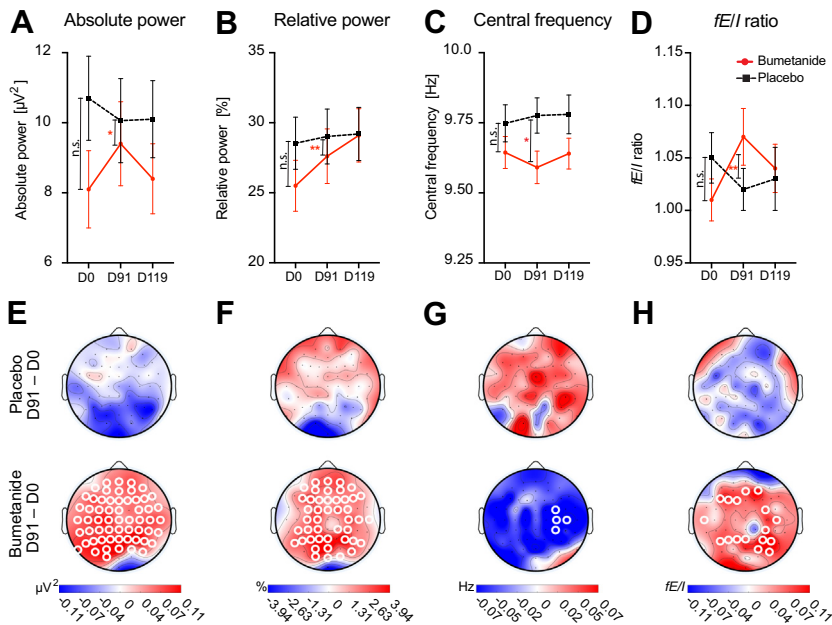 A Absolute power
B Relative power
C Central frequency
D fE/I ratio
Absolute power [µV²]
12
10
8
6
n.s.
*
D0 D91 D119
Relative power [%]
35
30
25
20
n.s.
**
D0 D91 D119
Central frequency [Hz]
10.0
9.75
9.50
9.25
n.s.
*
D0 D91 D119
fE/I ratio
1.15
1.10
1.05
1.00
0.95
n.s.
**
D0 D91 D119
Bumetanide
Placebo
E
F
G
H
Placebo
D91 – D0
Bumetanide
D91 – D0
µV²
-0.11 -0.07 -0.04 0 0.04 0.07 0.11
%
-3.94 -2.63 -1.31 0 1.31 2.63 3.94
Hz
-0.07 -0.05 -0.02 0 0.02 0.05 0.07
fE/I
-0.11 -0.07 -0.04 0 0.04 0.07 0.11